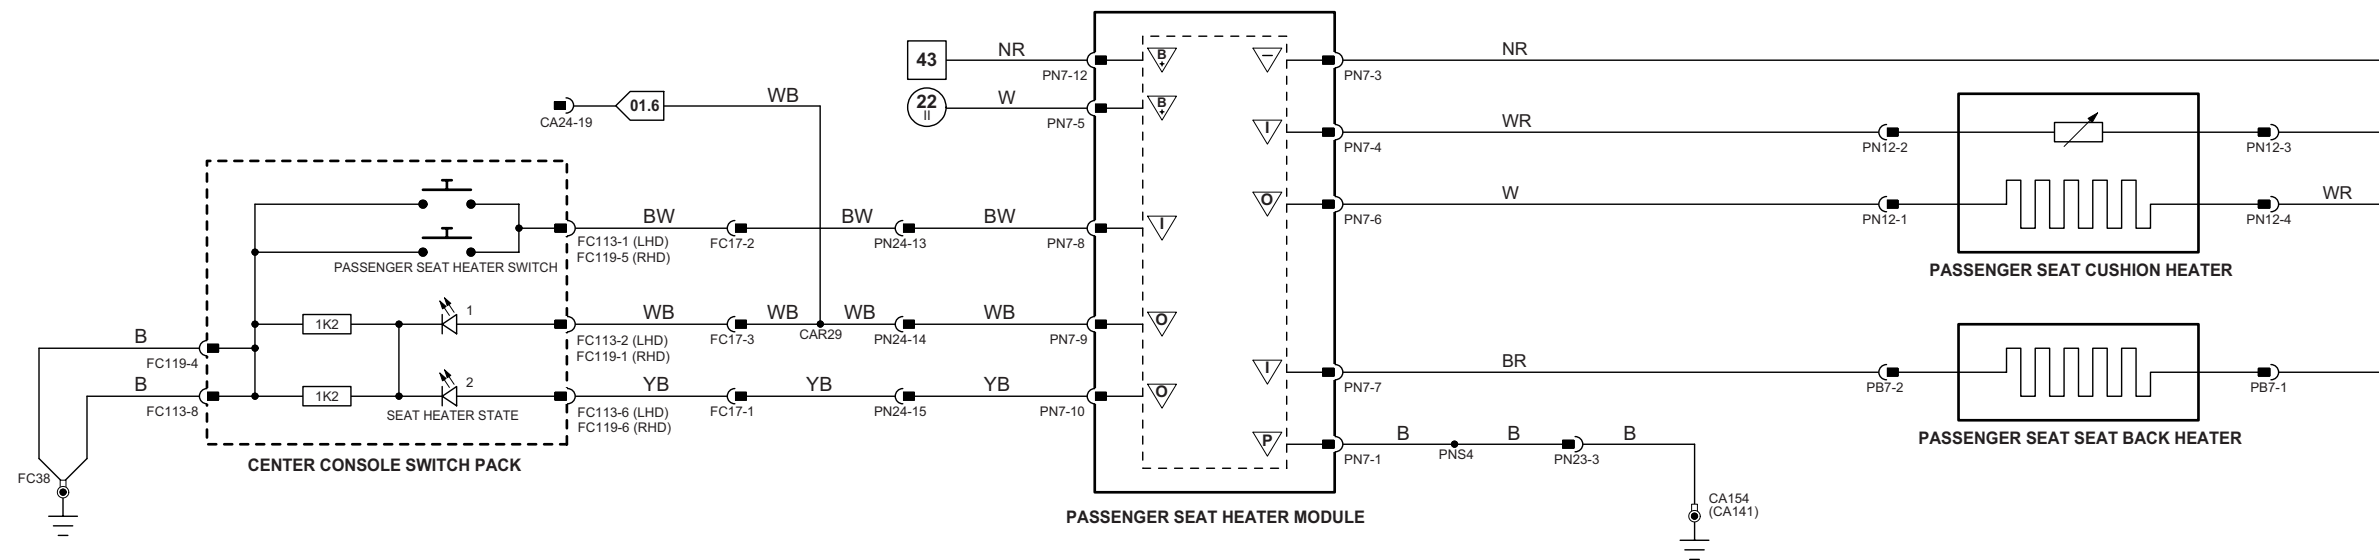 43
NR
PN7-12
B
+
–
PN7-3
NR
22
II
W
PN7-5
B
+
CA24-19
01.6
WB
I
PN7-4
WR
PN12-2
PN12-3
O
PN7-6
W
PN12-1
PN12-4
WR
PASSENGER SEAT CUSHION HEATER
PASSENGER SEAT HEATER SWITCH
FC113-1 (LHD)
FC119-5 (RHD)
BW
FC17-2
BW
PN24-13
BW
PN7-8
I
1K2
1
FC113-2 (LHD)
FC119-1 (RHD)
WB
FC17-3
WB
CAR29
WB
PN24-14
WB
PN7-9
O
B
FC119-4
B
FC113-8
1K2
2
SEAT HEATER STATE
FC113-6 (LHD)
FC119-6 (RHD)
YB
FC17-1
YB
PN24-15
YB
PN7-10
O
I
PN7-7
BR
PB7-2
PB7-1
PASSENGER SEAT SEAT BACK HEATER
P
PN7-1
B
PNS4
B
PN23-3
B
CA154
(CA141)
CENTER CONSOLE SWITCH PACK
FC38
PASSENGER SEAT HEATER MODULE